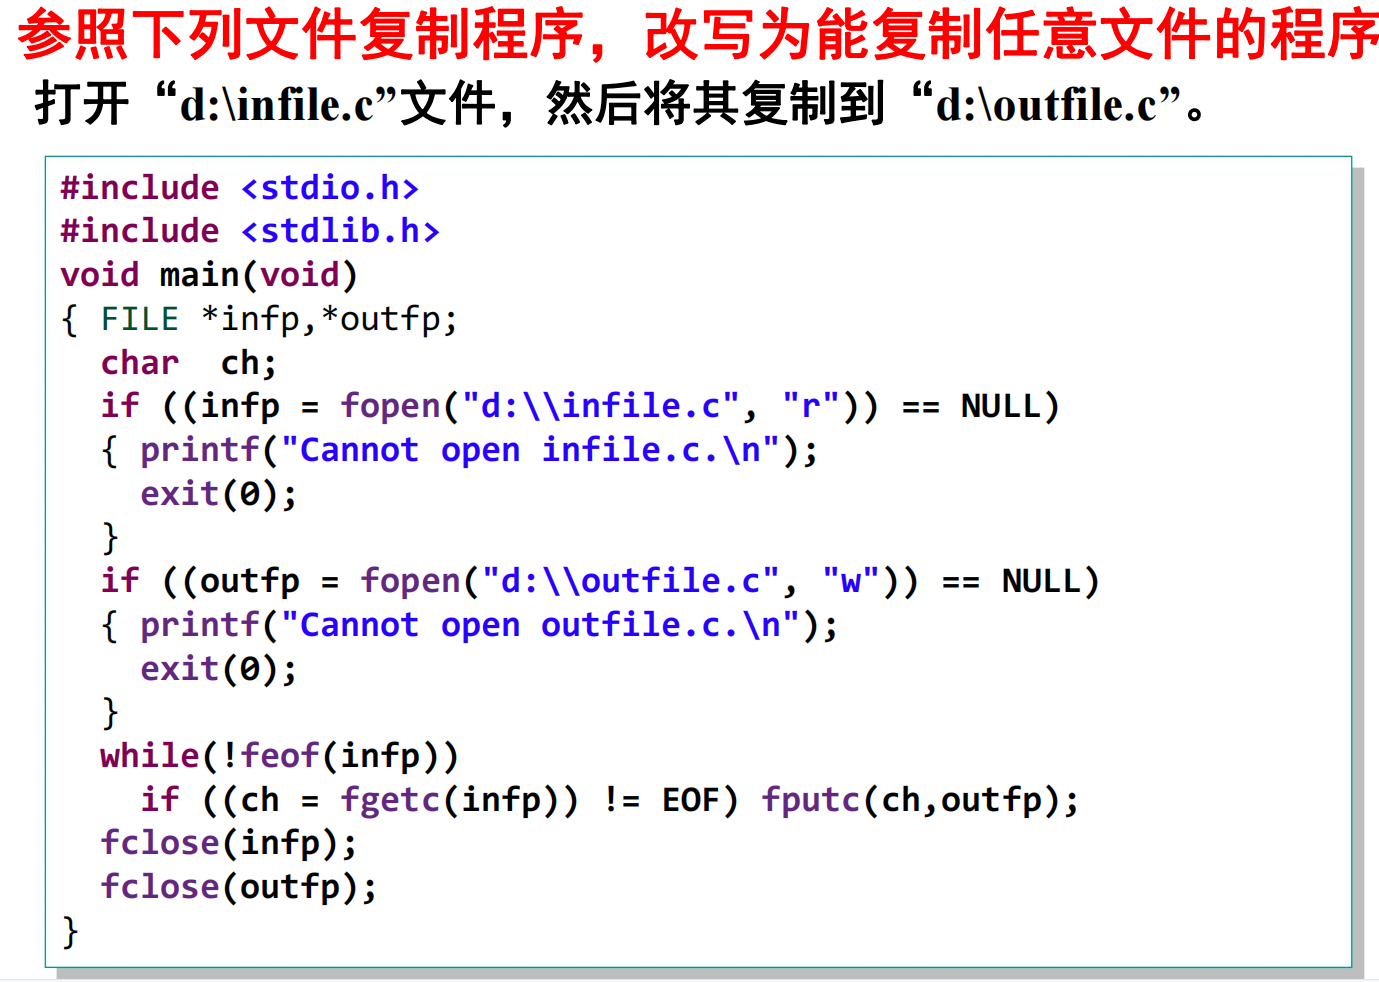 参照下列文件复制程序，改写为能复制任意文件的程序
打开“d:\infile.c”文件，然后将其复制到“d:\outfile.c”。
#include <stdio.h>
#include <stdlib.h>
void main(void)
{ FILE *infp,*outfp;
  char  ch;
  if ((infp = fopen("d:\\infile.c", "r")) == NULL)
  { printf("Cannot open infile.c.\n");
    exit(0);
  }
  if ((outfp = fopen("d:\\outfile.c", "w")) == NULL)
  { printf("Cannot open outfile.c.\n");
    exit(0);
  }
  while(!feof(infp))
    if ((ch = fgetc(infp)) != EOF) fputc(ch,outfp);
  fclose(infp);
  fclose(outfp);
}